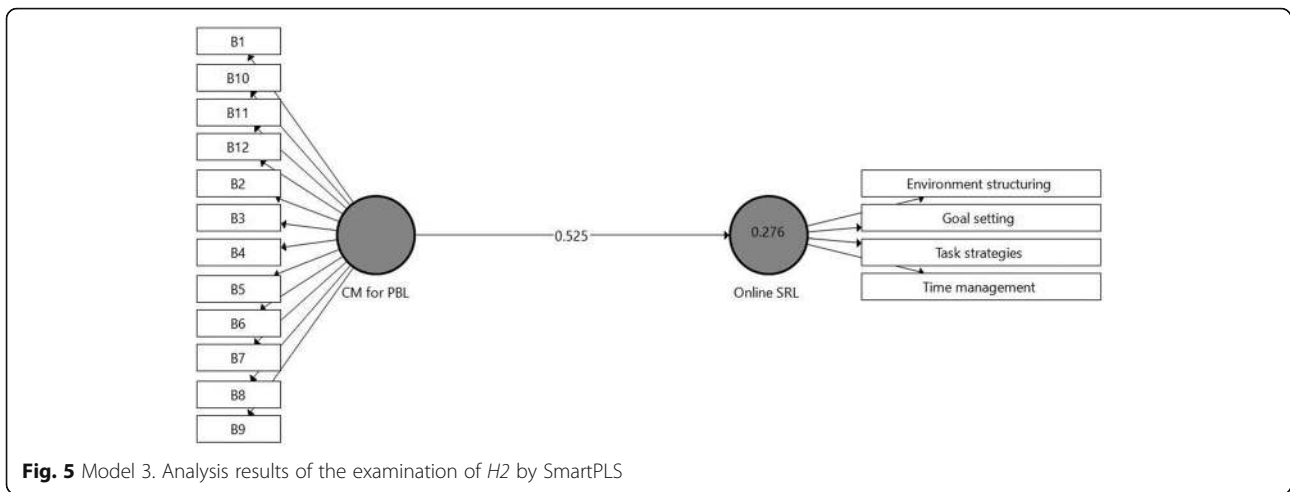 B1
B10
B11
B12
B2
B3
B4
B5
B6
B7
B8
B9
CM for PBL
0.525
0.276
Online SRL
Environment structuring
Goal setting
Task strategies
Time management
Fig. 5 Model 3. Analysis results of the examination of H2 by SmartPLS